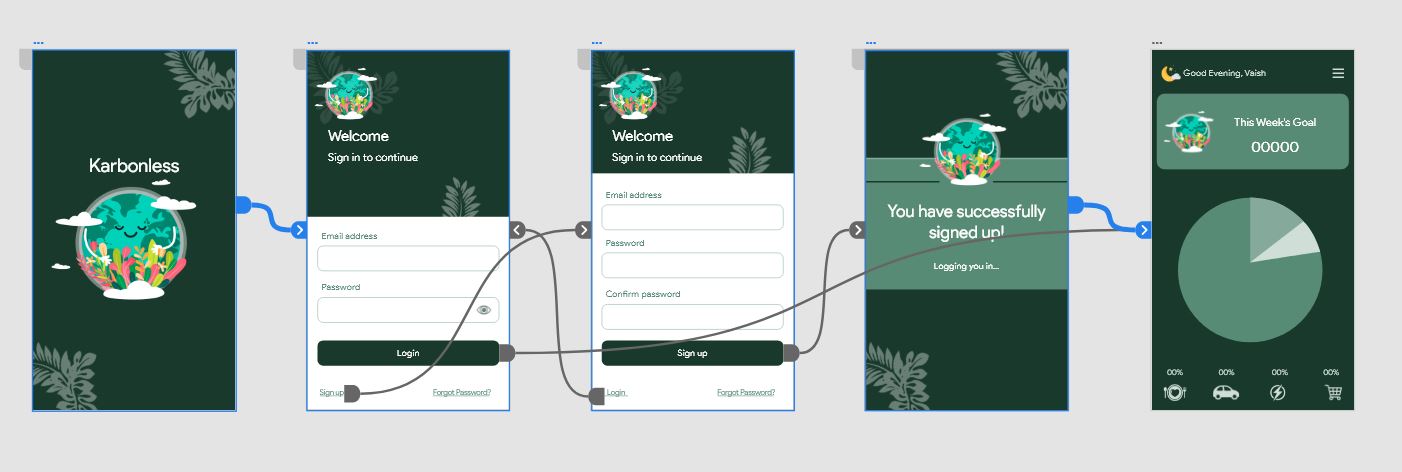 Karbonless
Welcome
Sign in to continue
Email address
Password
Login
Sign up
Forgot Password?
Welcome
Sign in to continue
Email address
Password
Confirm password
Sign up
Login
Forgot Password?
You have successfully
signed up!
Logging you in...
Good Evening, Vaish
This Week's Goal
00000
00% 00% 00% 00%